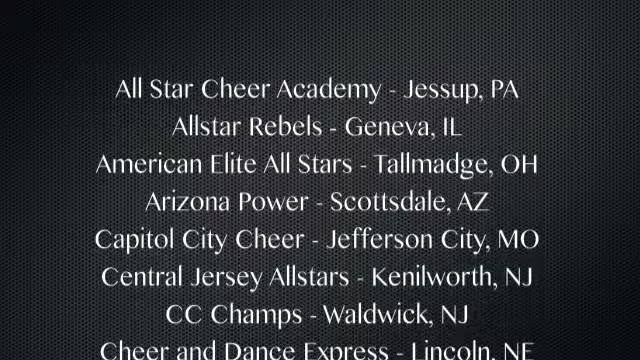 All Star Cheer Academy - Jessup, PA
Allstar Rebels - Geneva, IL
American Elite All Stars - Tallmadge, OH
Arizona Power - Scottsdale, AZ
Capitol City Cheer - Jefferson City, MO
Central Jersey Allstars - Kenilworth, NJ
CC Champs - Waldwick, NJ
Cheer and Dance Express - Lincoln, NE